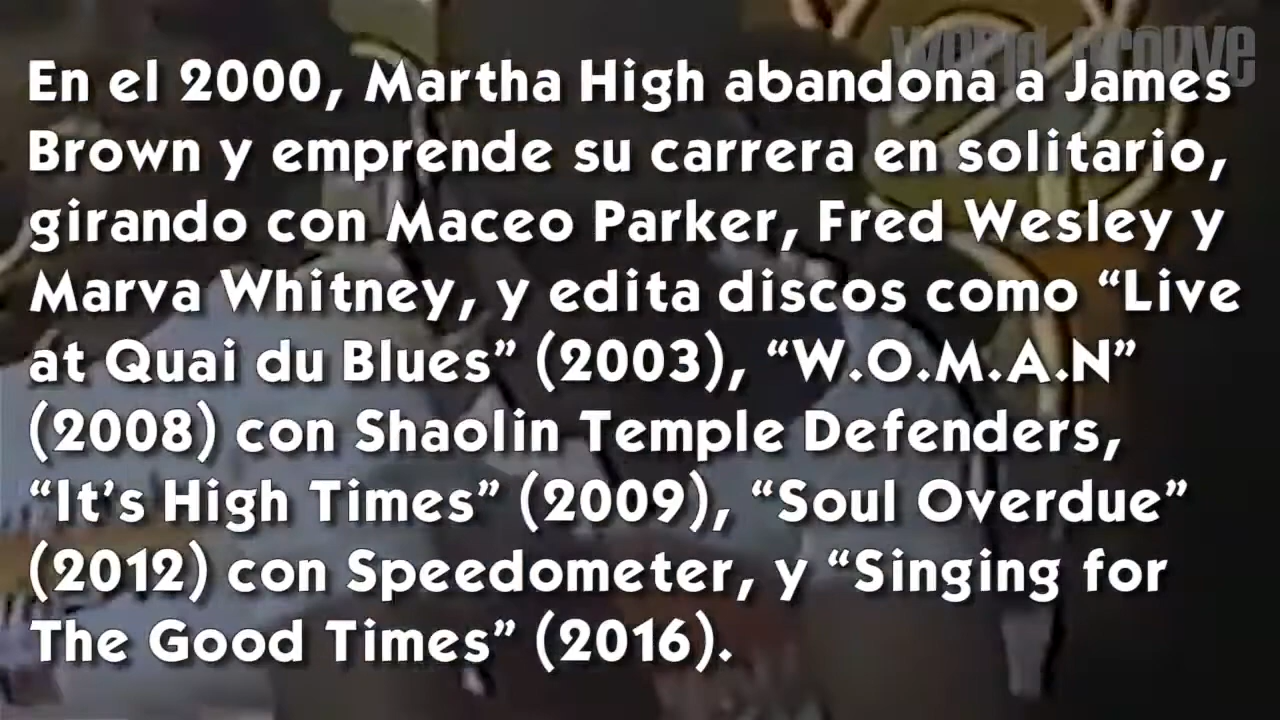 World Groove
En el 2000, Martha High abandona a James
Brown y emprende su carrera en solitario,
girando con Maceo Parker, Fred Wesley y
Marva Whitney, y edita discos como “Live
at Quai du Blues” (2003), “W.O.M.A.N”
(2008) con Shaolin Temple Defenders,
“It’s High Times” (2009), “Soul Overdue”
(2012) con Speedometer, y “Singing for
The Good Times” (2016).